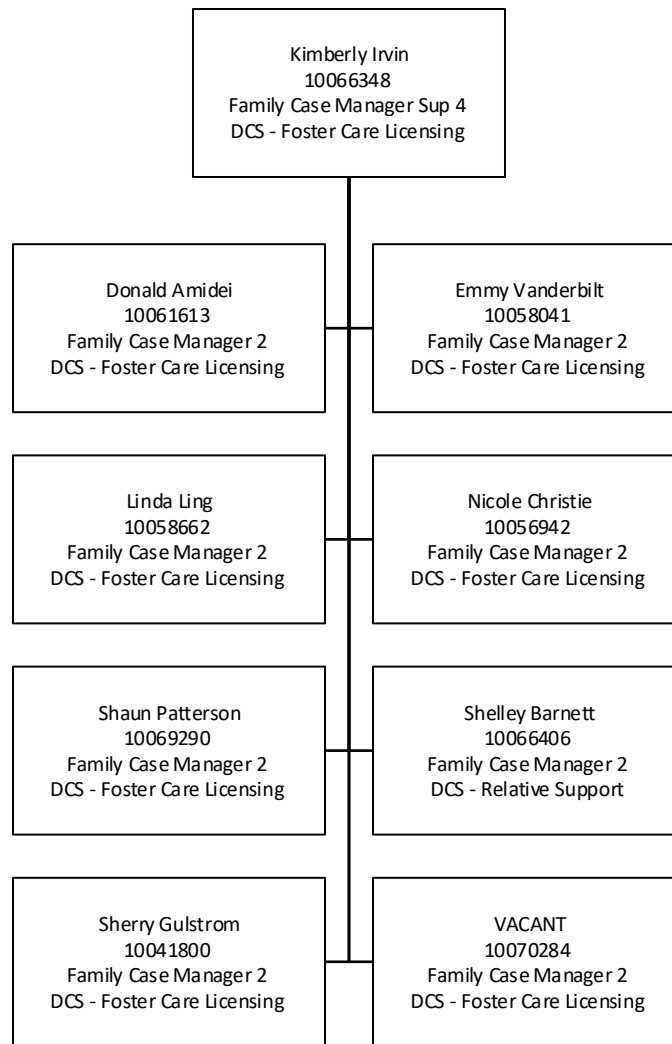 Kimberly Irvin
10066348
Family Case Manager Sup 4
DCS - Foster Care Licensing
Donald Amidei
10061613
Family Case Manager 2
DCS - Foster Care Licensing
Emmy Vanderbilt
10058041
Family Case Manager 2
DCS - Foster Care Licensing
Linda Ling
10058662
Family Case Manager 2
DCS - Foster Care Licensing
Nicole Christie
10056942
Family Case Manager 2
DCS - Foster Care Licensing
Shaun Patterson
10069290
Family Case Manager 2
DCS - Foster Care Licensing
Shelley Barnett
10066406
Family Case Manager 2
DCS - Relative Support
Sherry Gulstrom
10041800
Family Case Manager 2
DCS - Foster Care Licensing
VACANT
10070284
Family Case Manager 2
DCS - Foster Care Licensing